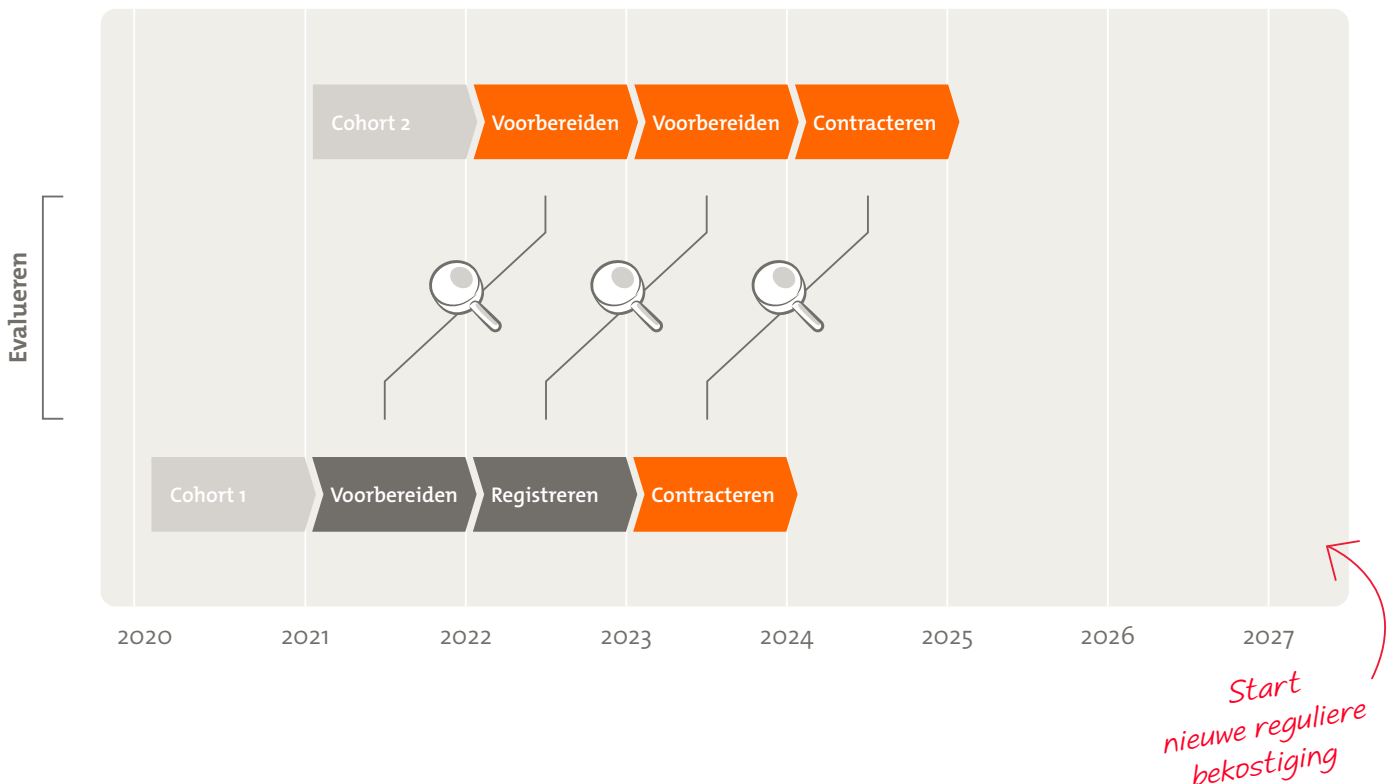 Cohort 2
Voorbereiden
Voorbereiden
Contracteren
Evalueren
Cohort 1
Voorbereiden
Registreren
Contracteren
2020
2021
2022
2023
2024
2025
2026
2027
Start
nieuwe reguliere
bekostiging